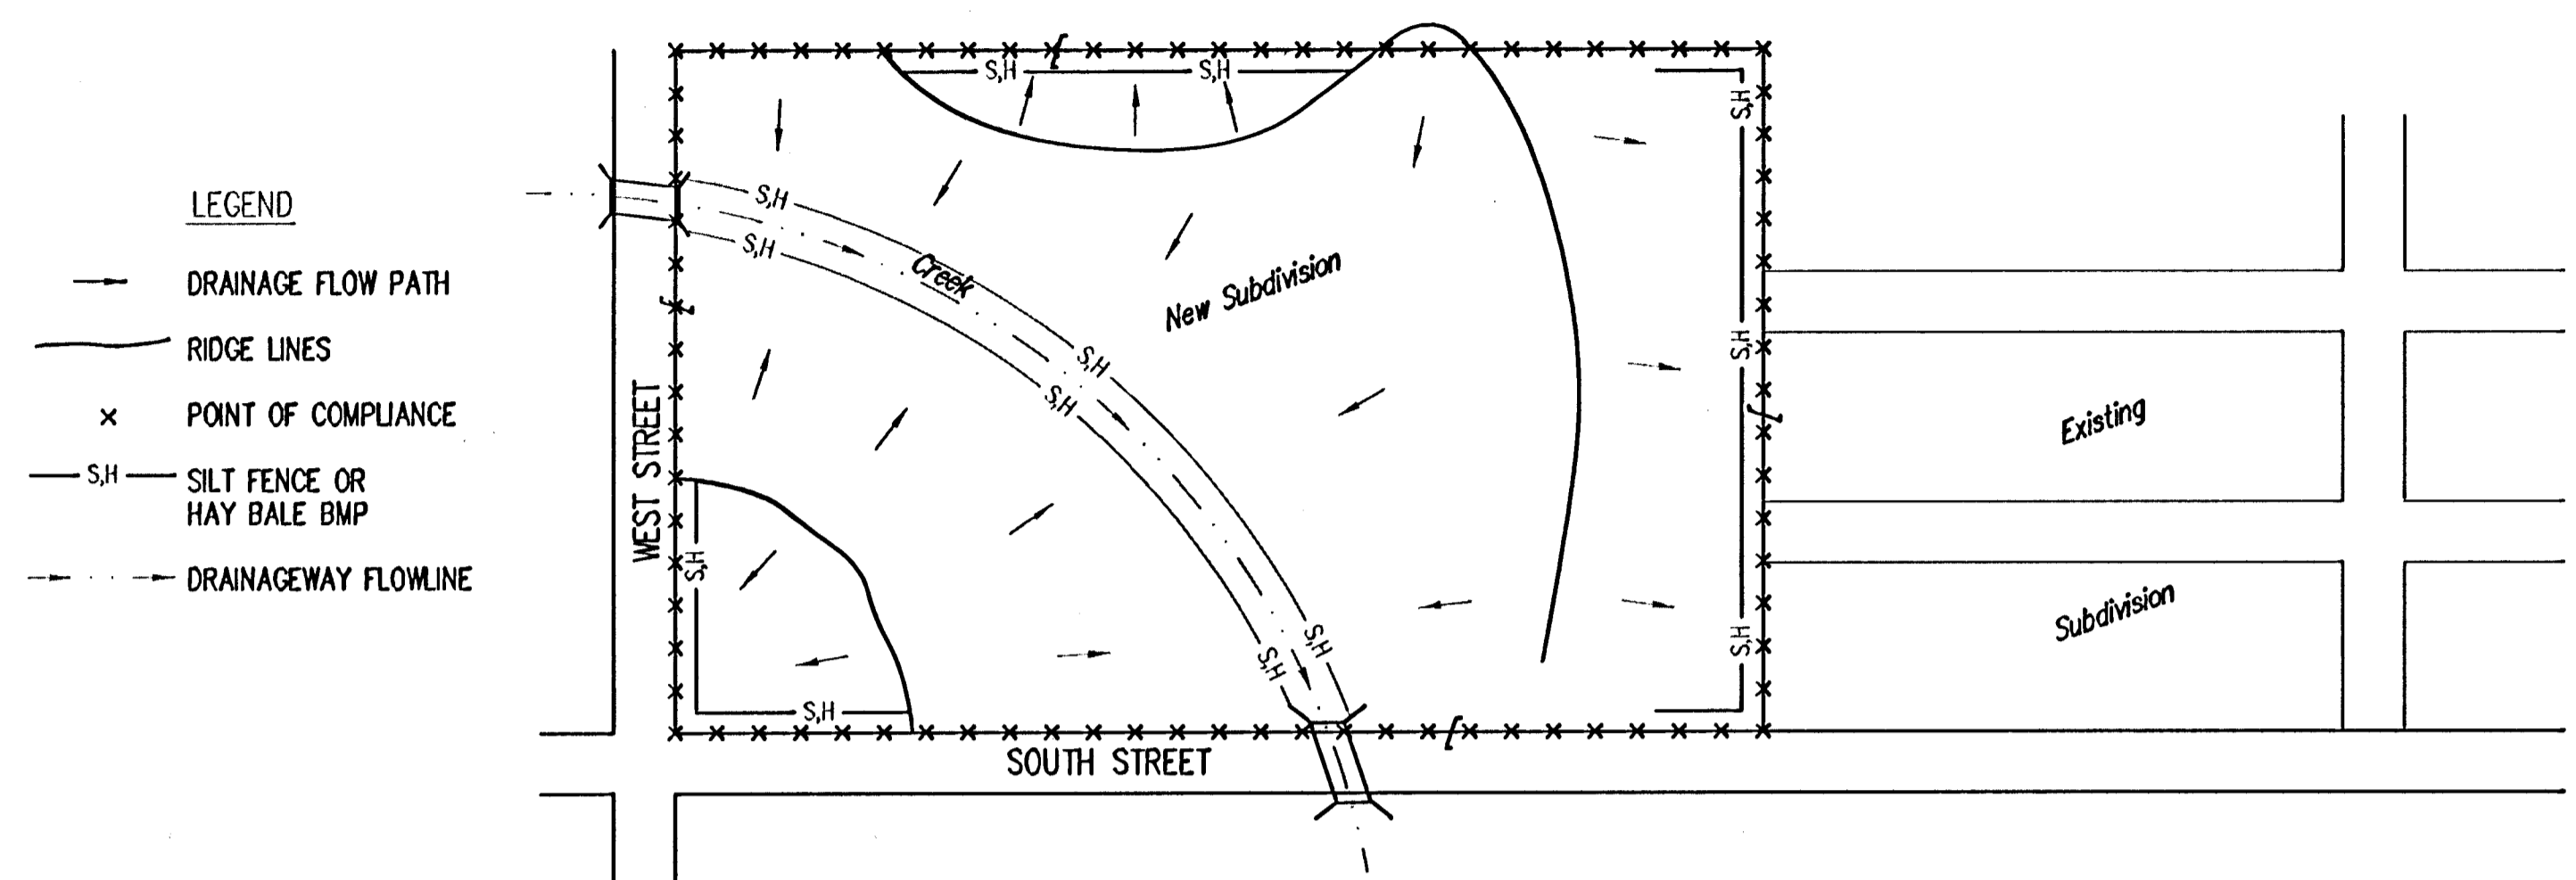 LEGEND
DRAINAGE FLOW PATH
RIDGE LINES
x POINT OF COMPLIANCE
S,H SILT FENCE OR
HAY BALE BMP
DRAINAGEWAY FLOWLINE
S,H
S,H
S,H
S,H
S,H
Creek
New Subdivision
S,H
S,H
S,H
WEST STREET
Existing
S,H
Subdivision
S,H
S,H
S,H
S,H
SOUTH STREET